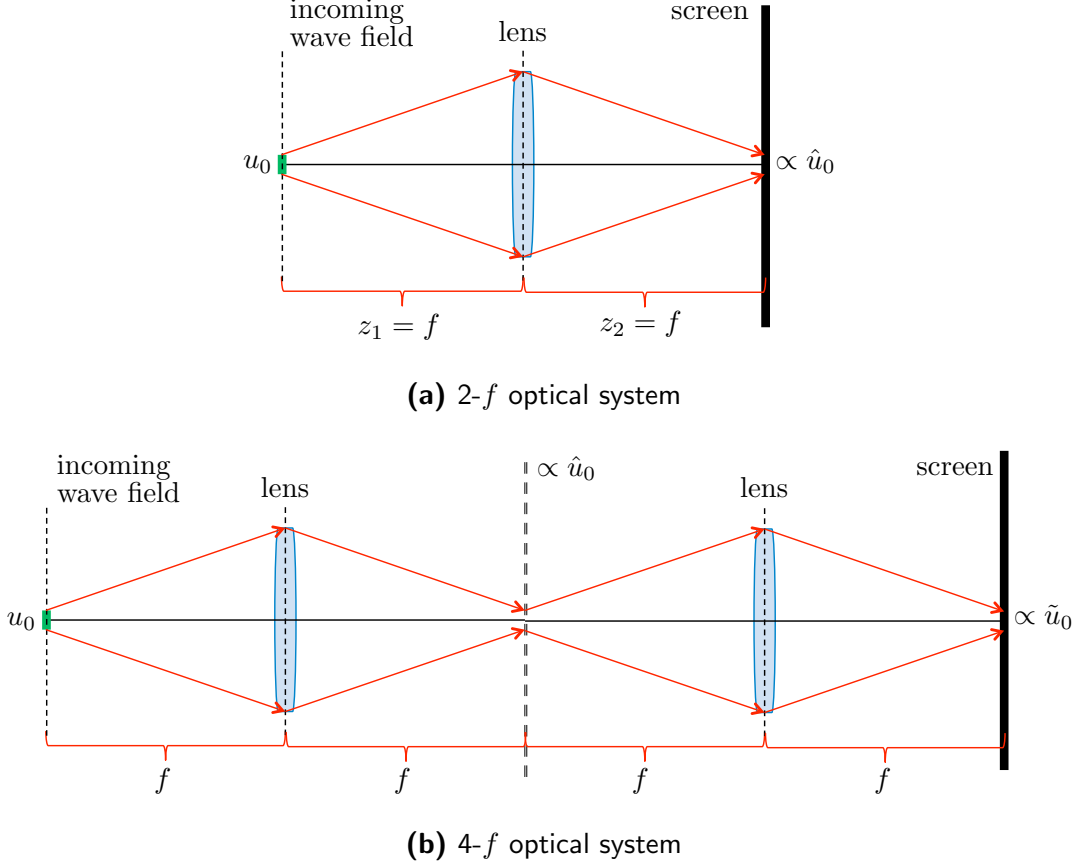 incoming
wave field
lens
screen
u₀
∝ û₀
z₁ = f
z₂ = f
(a) 2-f optical system
incoming
wave field
lens
∝ û₀
lens
screen
u₀
∝ ũ₀
f
f
f
f
(b) 4-f optical system